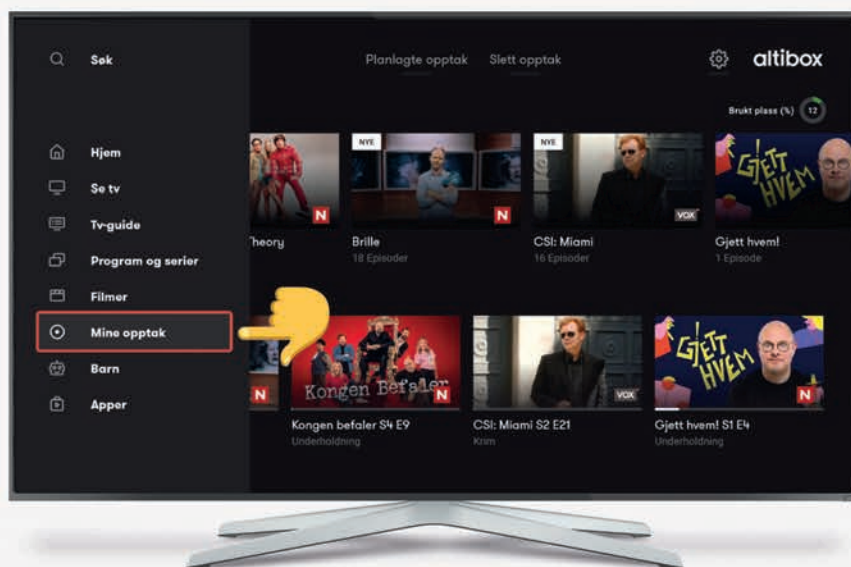 Søk
Planlagte opptak Slett opptak
altibox
Brukt plass (%) 12
Hjem
Se tv
Tv-guide
Program og serier
Filmer
Mine opptak
Barn
Apper
NYE
NYE
GJETT HVEM
N
N
VOX
Theory
Brille
CSI: Miami
Gjett hvem!
18 Episoder
16 Episoder
1 Episode
Kongen Befaler
GJETT HVEM
N
N
VOX
N
Kongen befaler S4 E9
CSI: Miami S2 E21
Gjett hvem! S1 E4
Underholdning
Krim
Underholdning